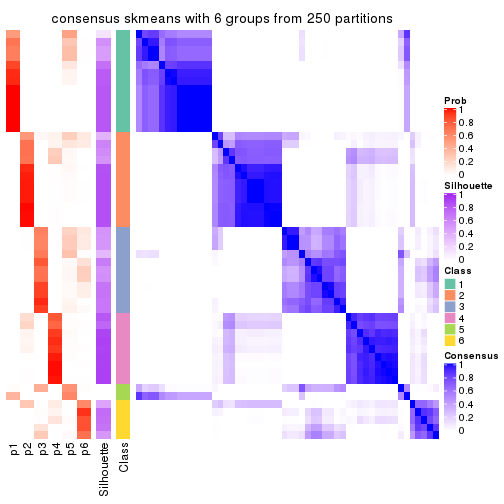 consensus skmeans with 6 groups from 250 partitions
Prob
1
0.8
0.6
0.4
0.2
0
Silhouette
1
0.8
0.6
0.4
0.2
0
Class
1
2
3
4
5
6
Consensus
1
0.8
0.6
0.4
0.2
0
p1
p2
p3
p4
p5
p6
Silhouette
Class